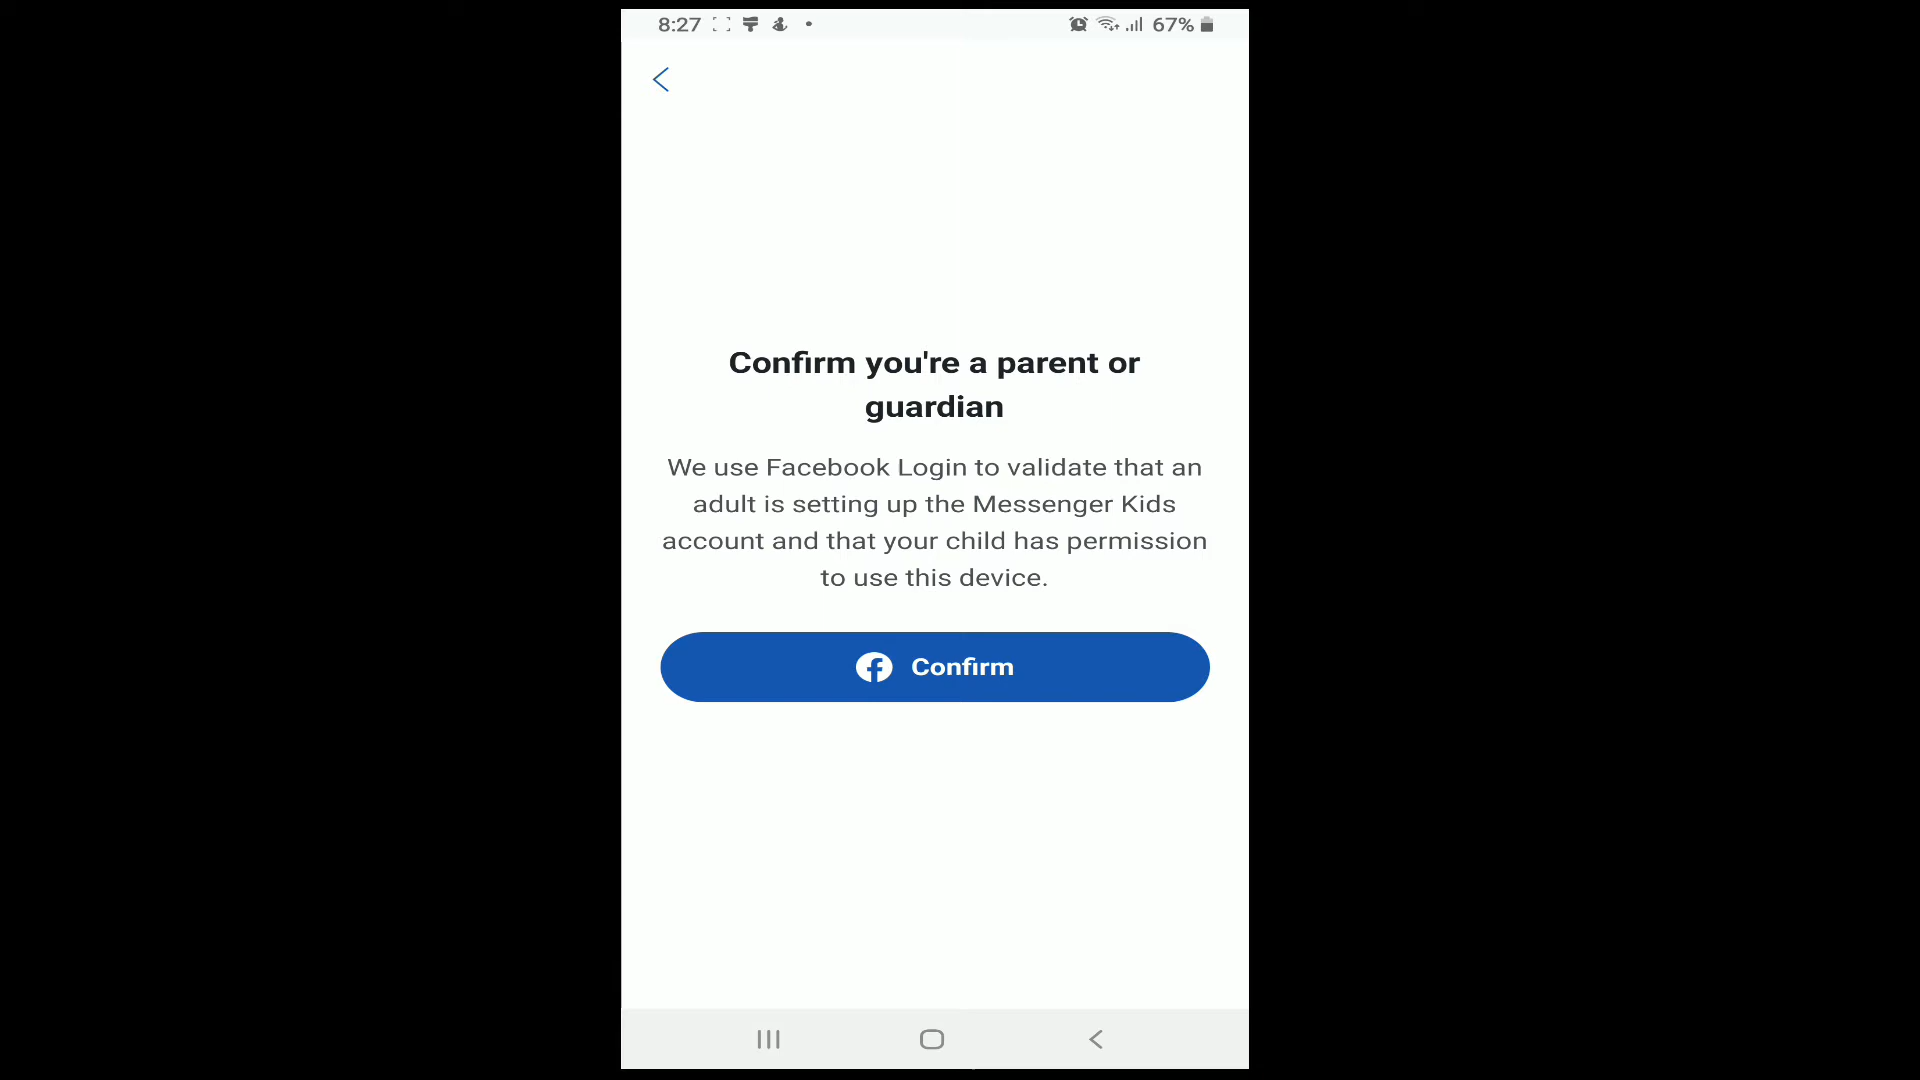 8:27
67%
Confirm you're a parent or
guardian
We use Facebook Login to validate that an
adult is setting up the Messenger Kids
account and that your child has permission
to use this device.
Confirm